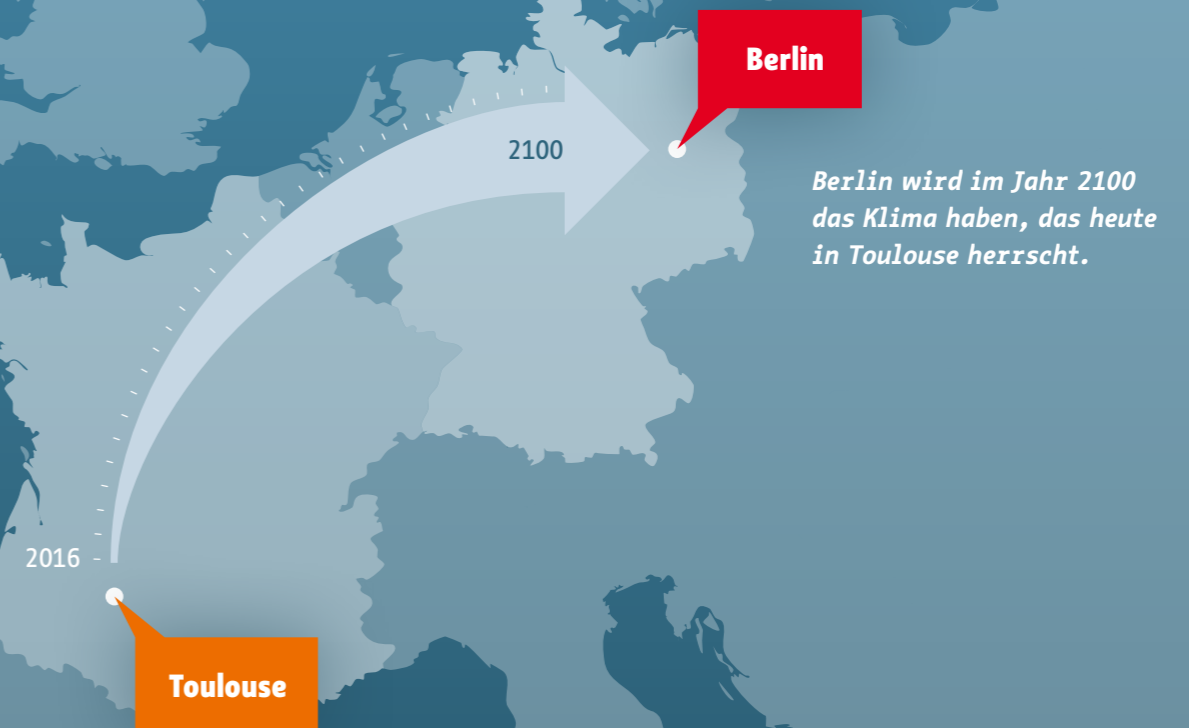 Berlin
2100
Berlin wird im Jahr 2100
das Klima haben, das heute
in Toulouse herrscht.
2016
Toulouse